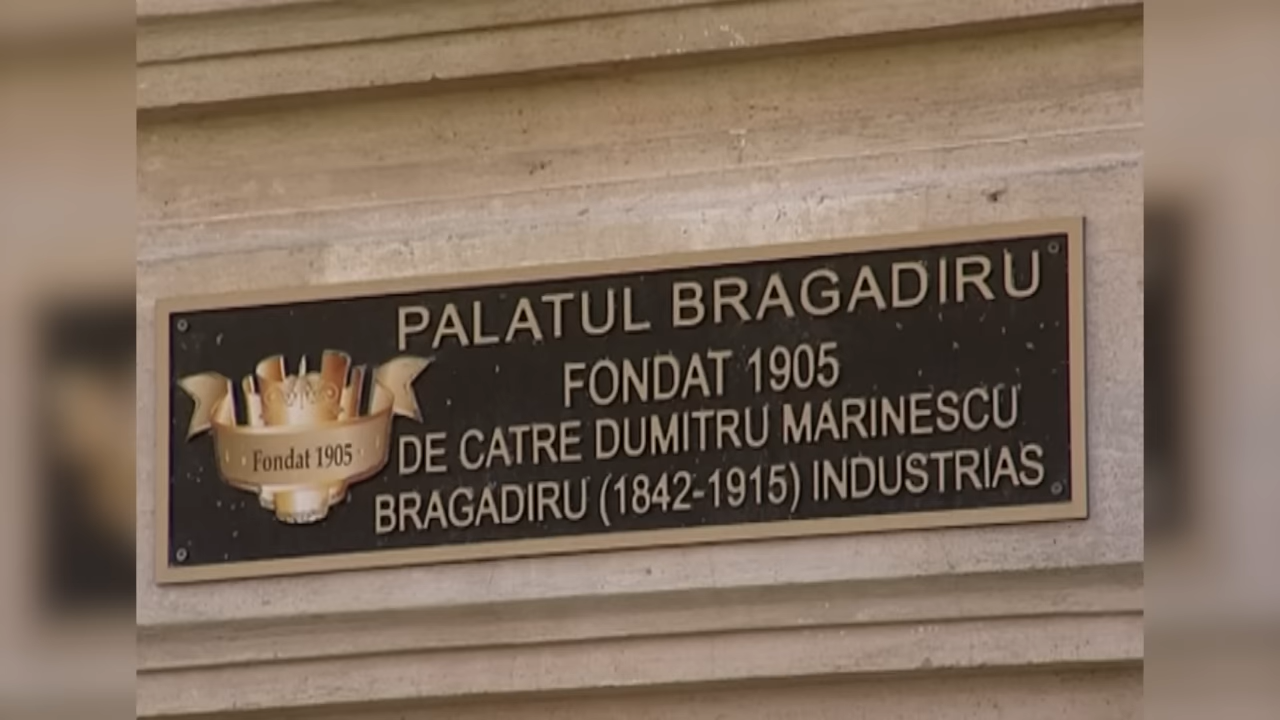 PALATUL BRAGADIRU
FONDAT 1905
DE CATRE DUMITRU MARINESCU
BRAGADIRU (1842-1915) INDUSTRIAS
Fondat 1905